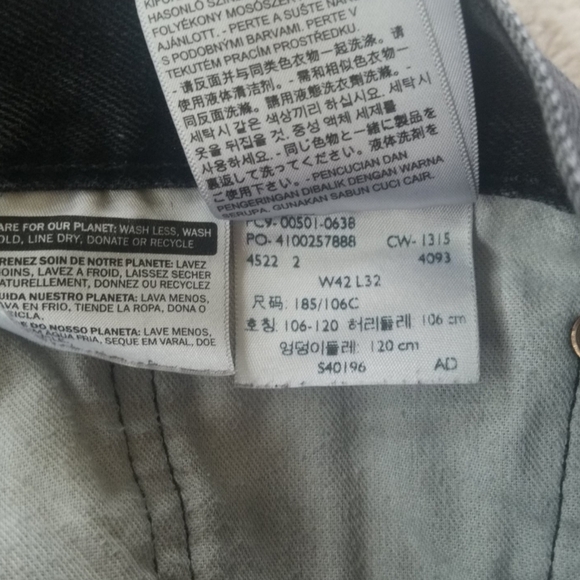 HASONLÓ SZÍN
FOLYÉKONY MOSÓSZER
AJÁNLOTT. - PERTE A SUŠTE NARU
S PODOBNÝMI BARVAMI. PERTE V
TEKUTÉM PRACÍM PROSTŘEDKU.
- 请反面并与同类色衣物一起洗涤。请
使用液体清洁剂。- 需和相似色衣物
同反面洗滌。請用液態洗衣劑洗滌。
세탁시 같은 색상끼리 하십시요. 세탁시
옷을 뒤집을 것. 중성 액체 세제를
사용하세요. - 同じ色物と一緒に製品を
裏返して洗ってください。液体洗剤を
ご使用下さい。- PENCUCIAN DAN
PENGERINGAN DIBALIK DENGAN WARNA
SERUPA. GUNAKAN SABUN CUCI CAIR.
ARE FOR OUR PLANET: WASH LESS, WASH
OLD, LINE DRY, DONATE OR RECYCLE
RENEZ SOIN DE NOTRE PLANETE: LAVEZ
OINS, LAVEZ A FROID, LAISSEZ SECHER
ATURELLEMENT, DONNEZ OU RECYCLEZ
UIDA NUESTRO PLANETA: LAVA MENOS,
AVA EN FRIO, TIENDE LA ROPA, DONA O
CICLA.
E DO NOSSO PLANETA: LAVE MENOS,
AGUA FRIA, SEQUE EM VARAL, DOE
PC9-00501-0638
PO- 4100257888 CW- 1315
4522 2 4093
W42 L32
尺码: 185/106C
호칭: 106-120 허리둘레 106 cm
엉덩이둘레: 120 cm
S40196 AD